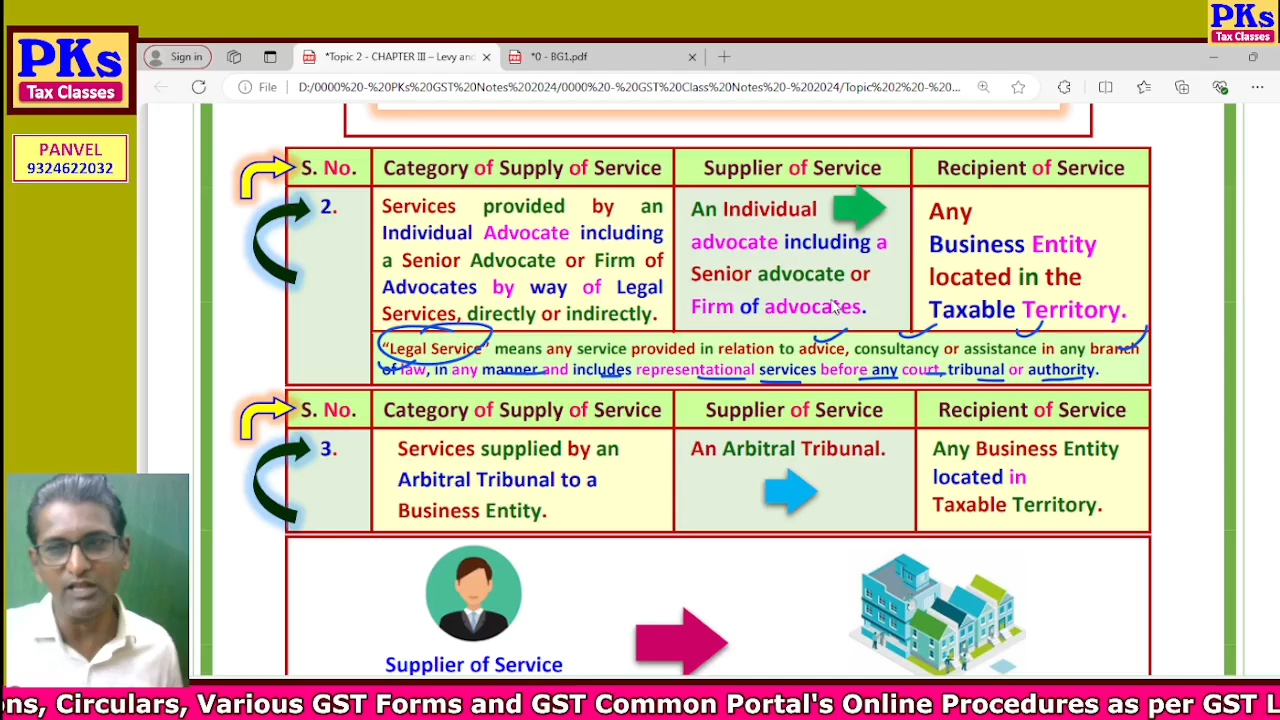 PKs
Tax Classes
PKs
Tax Classes
Sign in
*Topic 2 - CHAPTER III – Levy and
*0 - BG1.pdf
File
D:/0000%20-%20PKs%20GST%20Notes%202024/0000%20-%20GST%20Class%20Notes%20-%202024/Topic%202%20-%20...
PANVEL
9324622032
S. No.
Category of Supply of Service
Supplier of Service
Recipient of Service
2.
Services provided by an
Individual Advocate including
a Senior Advocate or Firm of
Advocates by way of Legal
Services, directly or indirectly.
An Individual
advocate including a
Senior advocate or
Firm of advocates.
Any
Business Entity
located in the
Taxable Territory.
“Legal Service” means any service provided in relation to advice, consultancy or assistance in any branch
of law, in any manner and includes representational services before any court, tribunal or authority.
S. No.
Category of Supply of Service
Supplier of Service
Recipient of Service
3.
Services supplied by an
Arbitral Tribunal to a
Business Entity.
An Arbitral Tribunal.
Any Business Entity
located in
Taxable Territory.
Supplier of Service
ons, Circulars, Various GST Forms and GST Common Portal's Online Procedures as per GST L